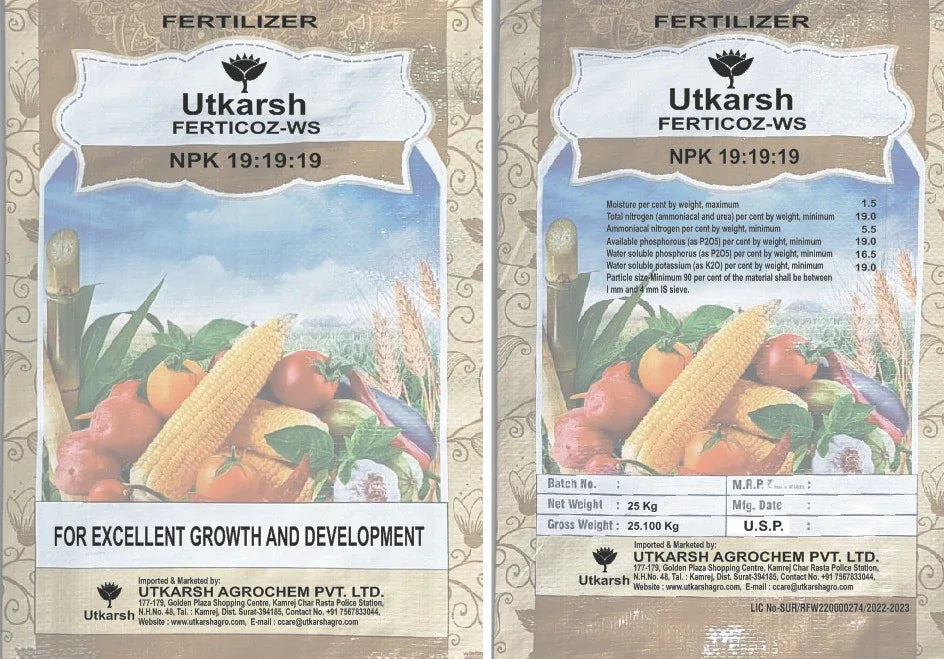 FERTILIZER
Utkarsh
FERTICOZ-WS
NPK 19:19:19
FOR EXCELLENT GROWTH AND DEVELOPMENT
Utkarsh
Imported & Marketed by:
UTKARSH AGROCHEM PVT. LTD.
177-179, Golden Plaza Shopping Centre, Kamrej Char Rasta Police Station,
N.H.No. 48, Tal. : Kamrej, Dist. Surat-394185, Contact No. +91 7567833044,
Website : www.utkarshagro.com, E-mail : ccare@utkarshagro.com
FERTILIZER
Utkarsh
FERTICOZ-WS
NPK 19:19:19
Moisture per cent by weight, maximum 1.5
Total nitrogen (ammoniacal and urea) per cent by weight, minimum 19.0
Ammoniacal nitrogen per cent by weight, minimum 5.5
Available phosphorous (as P2O5) per cent by weight, minimum 19.0
Water soluble phosphorus (as P2O5) per cent by weight, minimum 16.5
Water soluble potassium (as K2O) per cent by weight, minimum 19.0
Particle size-Minimum 90 per cent of the material shall be between
I mm and 4 mm IS sieve.
Batch No. : M.R.P. ₹ :
Net Weight : 25 Kg Mfg. Date :
Gross Weight : 25.100 Kg U.S.P. :
Utkarsh
Imported & Marketed by:
UTKARSH AGROCHEM PVT. LTD.
177-179, Golden Plaza Shopping Centre, Kamrej Char Rasta Police Station,
N.H.No. 48, Tal. : Kamrej, Dist. Surat-394185, Contact No. +91 7567833044,
Website : www.utkarshagro.com, E-mail : ccare@utkarshagro.com
LIC No-SUR/RFW220000274/2022-2023
FERTILIZER